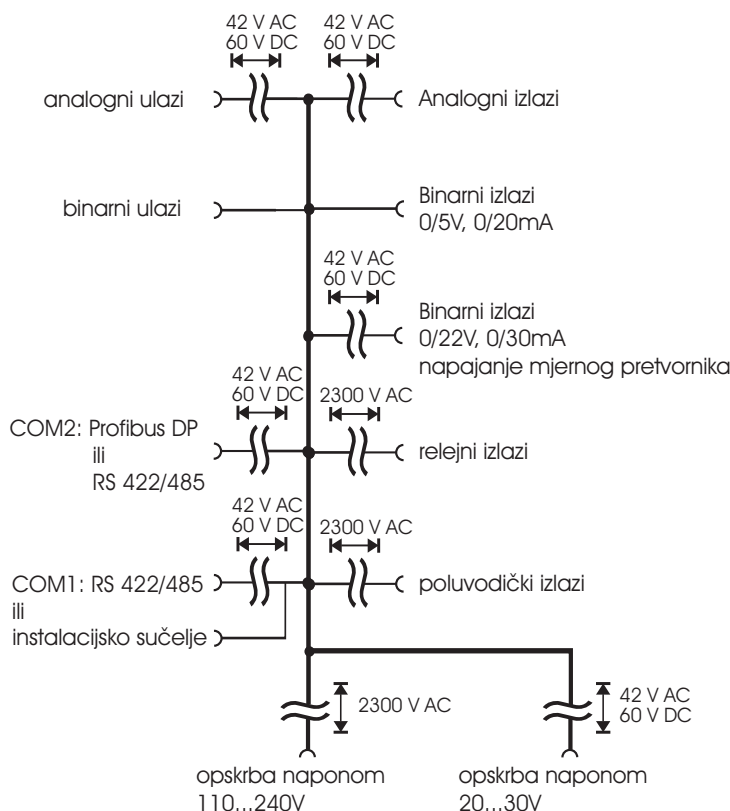 42 V AC
60 V DC
42 V AC
60 V DC
analogni ulazi
Analogni izlazi
binarni ulazi
Binarni izlazi
0/5V, 0/20mA
42 V AC
60 V DC
Binarni izlazi
0/22V, 0/30mA
napajanje mjernog pretvornika
42 V AC
60 V DC
2300 V AC
COM2: Profibus DP
ili
RS 422/485
relejni izlazi
42 V AC
60 V DC
2300 V AC
COM1: RS 422/485
ili
instalacijsko sučelje
poluvodički izlazi
2300 V AC
42 V AC
60 V DC
opskrba naponom
110...240V
opskrba naponom
20...30V